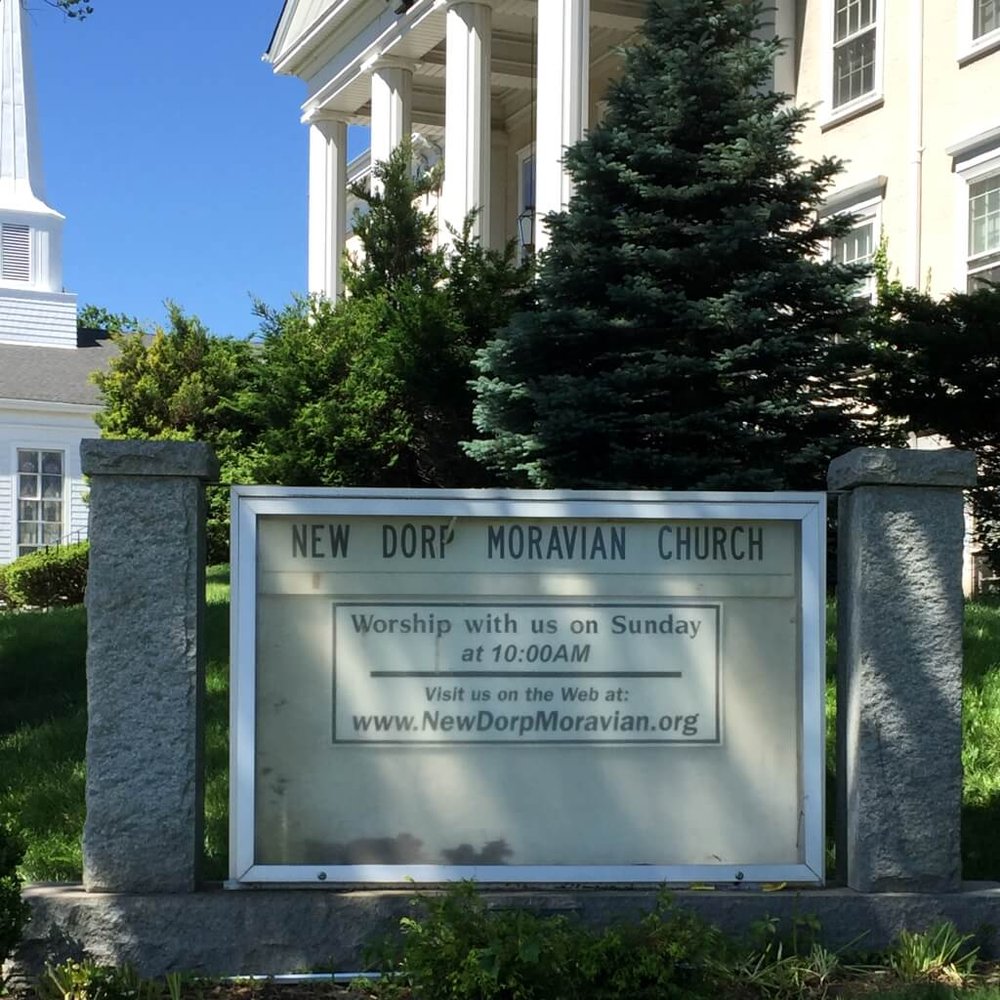 NEW DORP MORAVIAN CHURCH
Worship with us on Sunday
at 10:00AM
Visit us on the Web at:
www.NewDorpMoravian.org